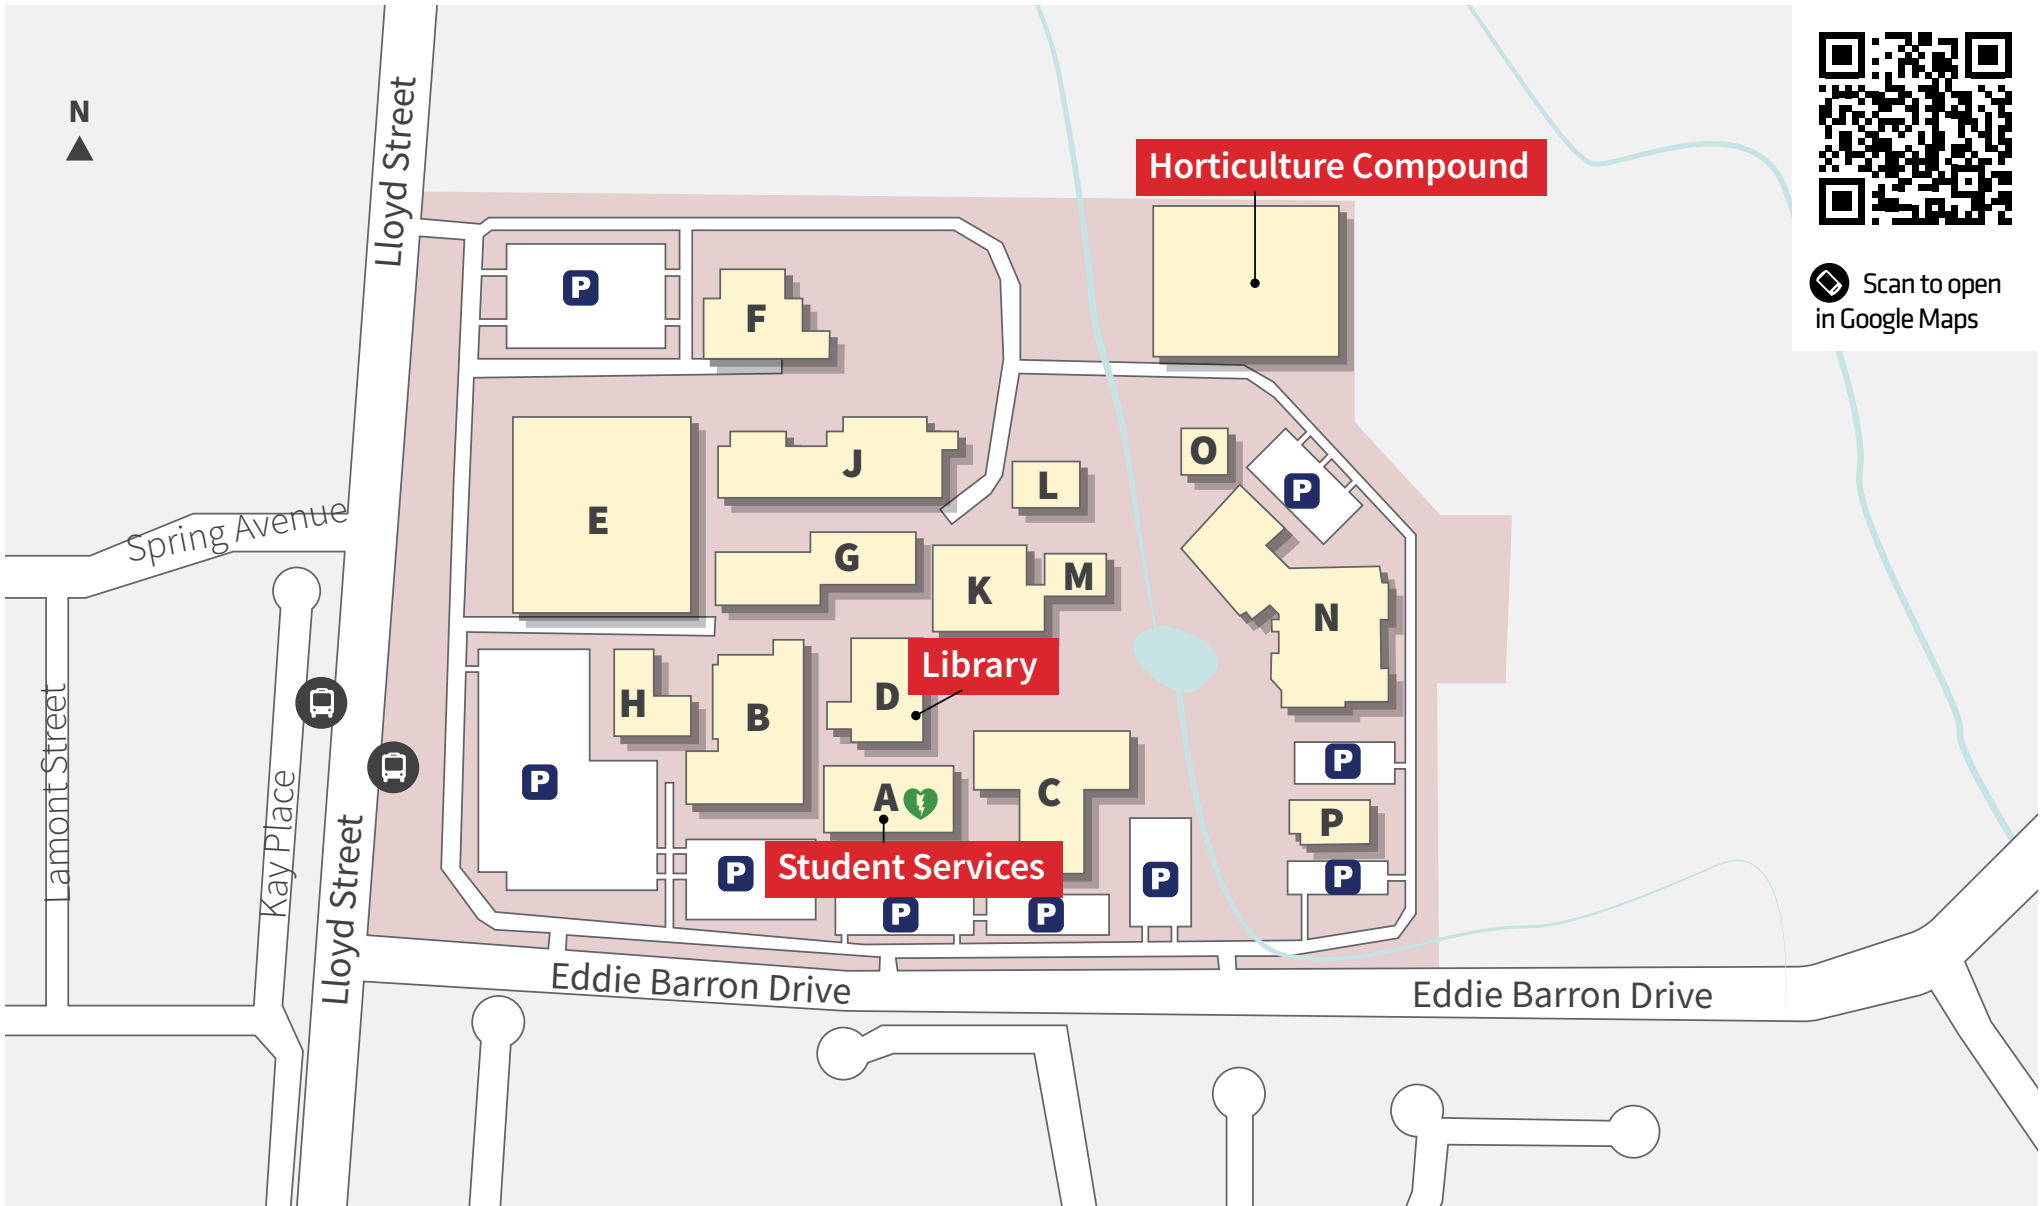 N
Lloyd Street
Horticulture Compound
Scan to open
in Google Maps
P
F
O
J
L
P
E
Spring Avenue
G
K
M
N
Library
D
H
B
Lamont Street
P
P
A
C
Kay Place
P
Lloyd Street
Student Services
P
P
P
P
P
Eddie Barron Drive
Eddie Barron Drive